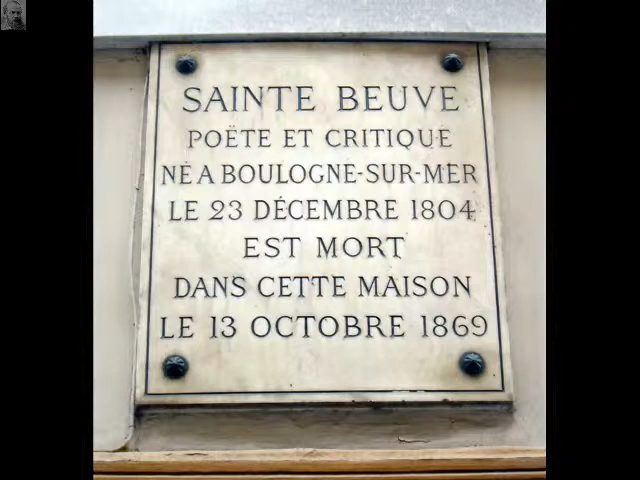 SAINTE BEUVE
POËTE ET CRITIQUE
NÉ A BOULOGNE-SUR-MER
LE 23 DÉCEMBRE 1804
EST MORT
DANS CETTE MAISON
LE 13 OCTOBRE 1869